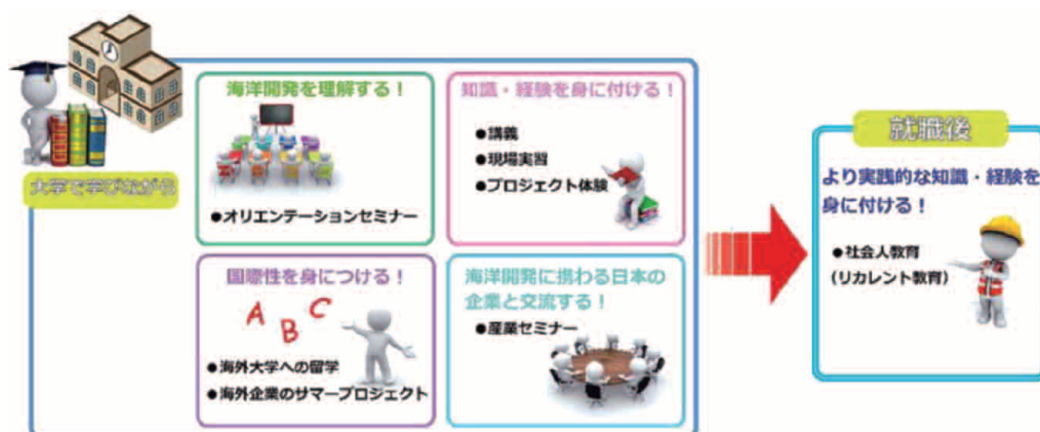 大学で学びながら
海洋開発を理解する！
●オリエンテーションセミナー
知識・経験を身に付ける！
●講義
●現場実習
●プロジェクト体験
国際性を身につける！
A
B
C
●海外大学への留学
●海外企業のサマープロジェクト
海洋開発に携わる日本の
企業と交流する！
●産業セミナー
就職後
より実践的な知識・経験を
身に付ける！
●社会人教育
（リカレント教育）